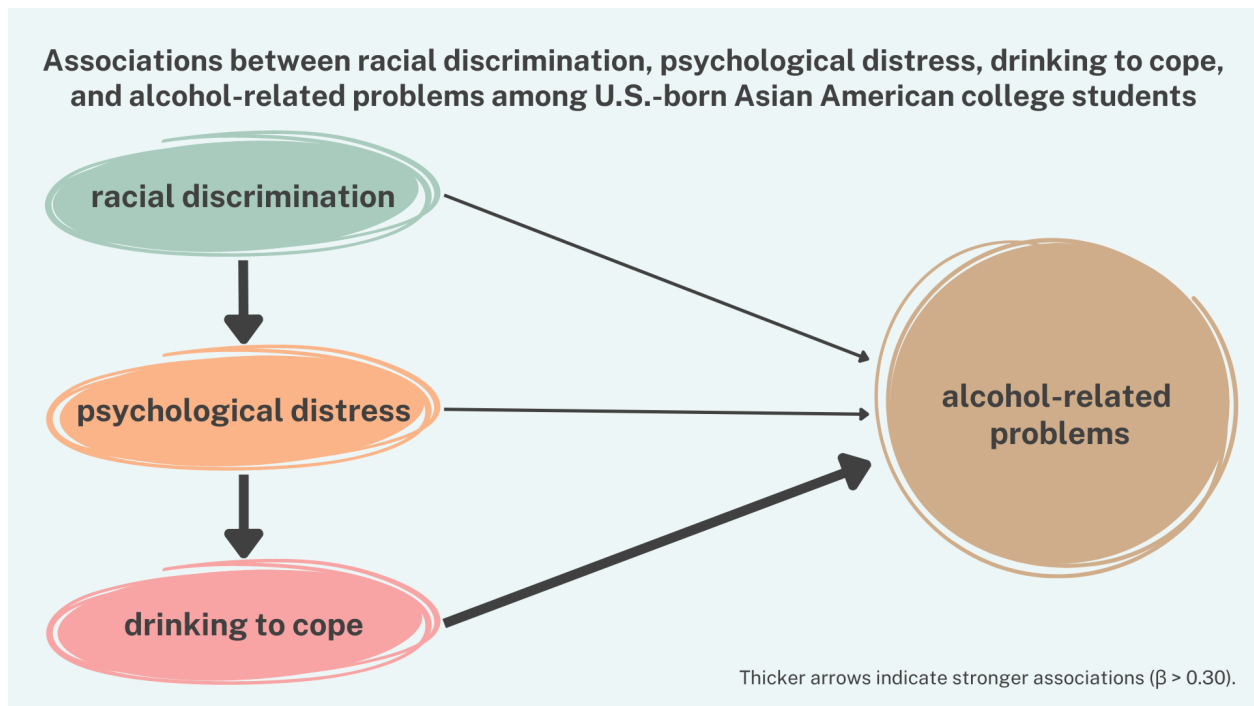 Associations between racial discrimination, psychological distress, drinking to cope,
and alcohol-related problems among U.S.-born Asian American college students
racial discrimination
psychological distress
drinking to cope
alcohol-related
problems
Thicker arrows indicate stronger associations (β > 0.30).